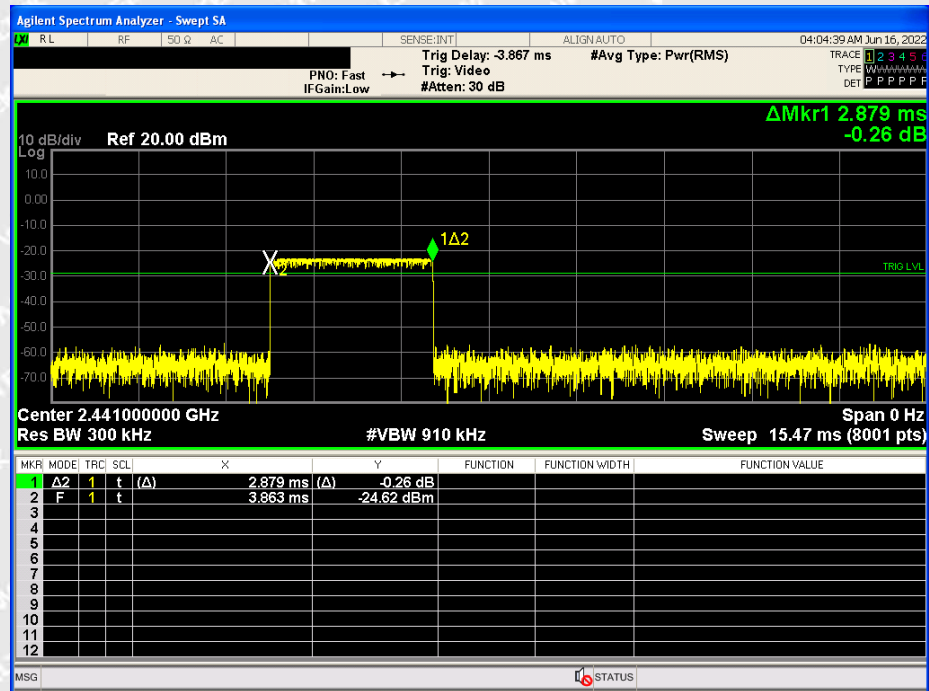 Agilent Spectrum Analyzer - Swept SA
LXI RL RF 50 Ω AC SENSE:INT ALIGN AUTO 04:04:39 AM Jun 16, 2022
Trig Delay: -3.867 ms #Avg Type: Pwr(RMS) TRACE 1 2 3 4 5 6
PNO: Fast Trig: Video TYPE
IFGain:Low #Atten: 30 dB DET P P P P P
ΔMkr1 2.879 ms
-0.26 dB
10 dB/div Ref 20.00 dBm
Log
10.0
0.00
-10.0
1Δ2
-20.0
2
TRIG LVL
-30.0
-40.0
-50.0
-60.0
-70.0
Center 2.441000000 GHz Span 0 Hz
Res BW 300 kHz #VBW 910 kHz Sweep 15.47 ms (8001 pts)
MKR MODE TRC SCL X Y FUNCTION FUNCTION WIDTH FUNCTION VALUE
1 Δ2 1 t (Δ) 2.879 ms (Δ) -0.26 dB
2 F 1 t 3.863 ms -24.62 dBm
3
4
5
6
7
8
9
10
11
12
MSG STATUS